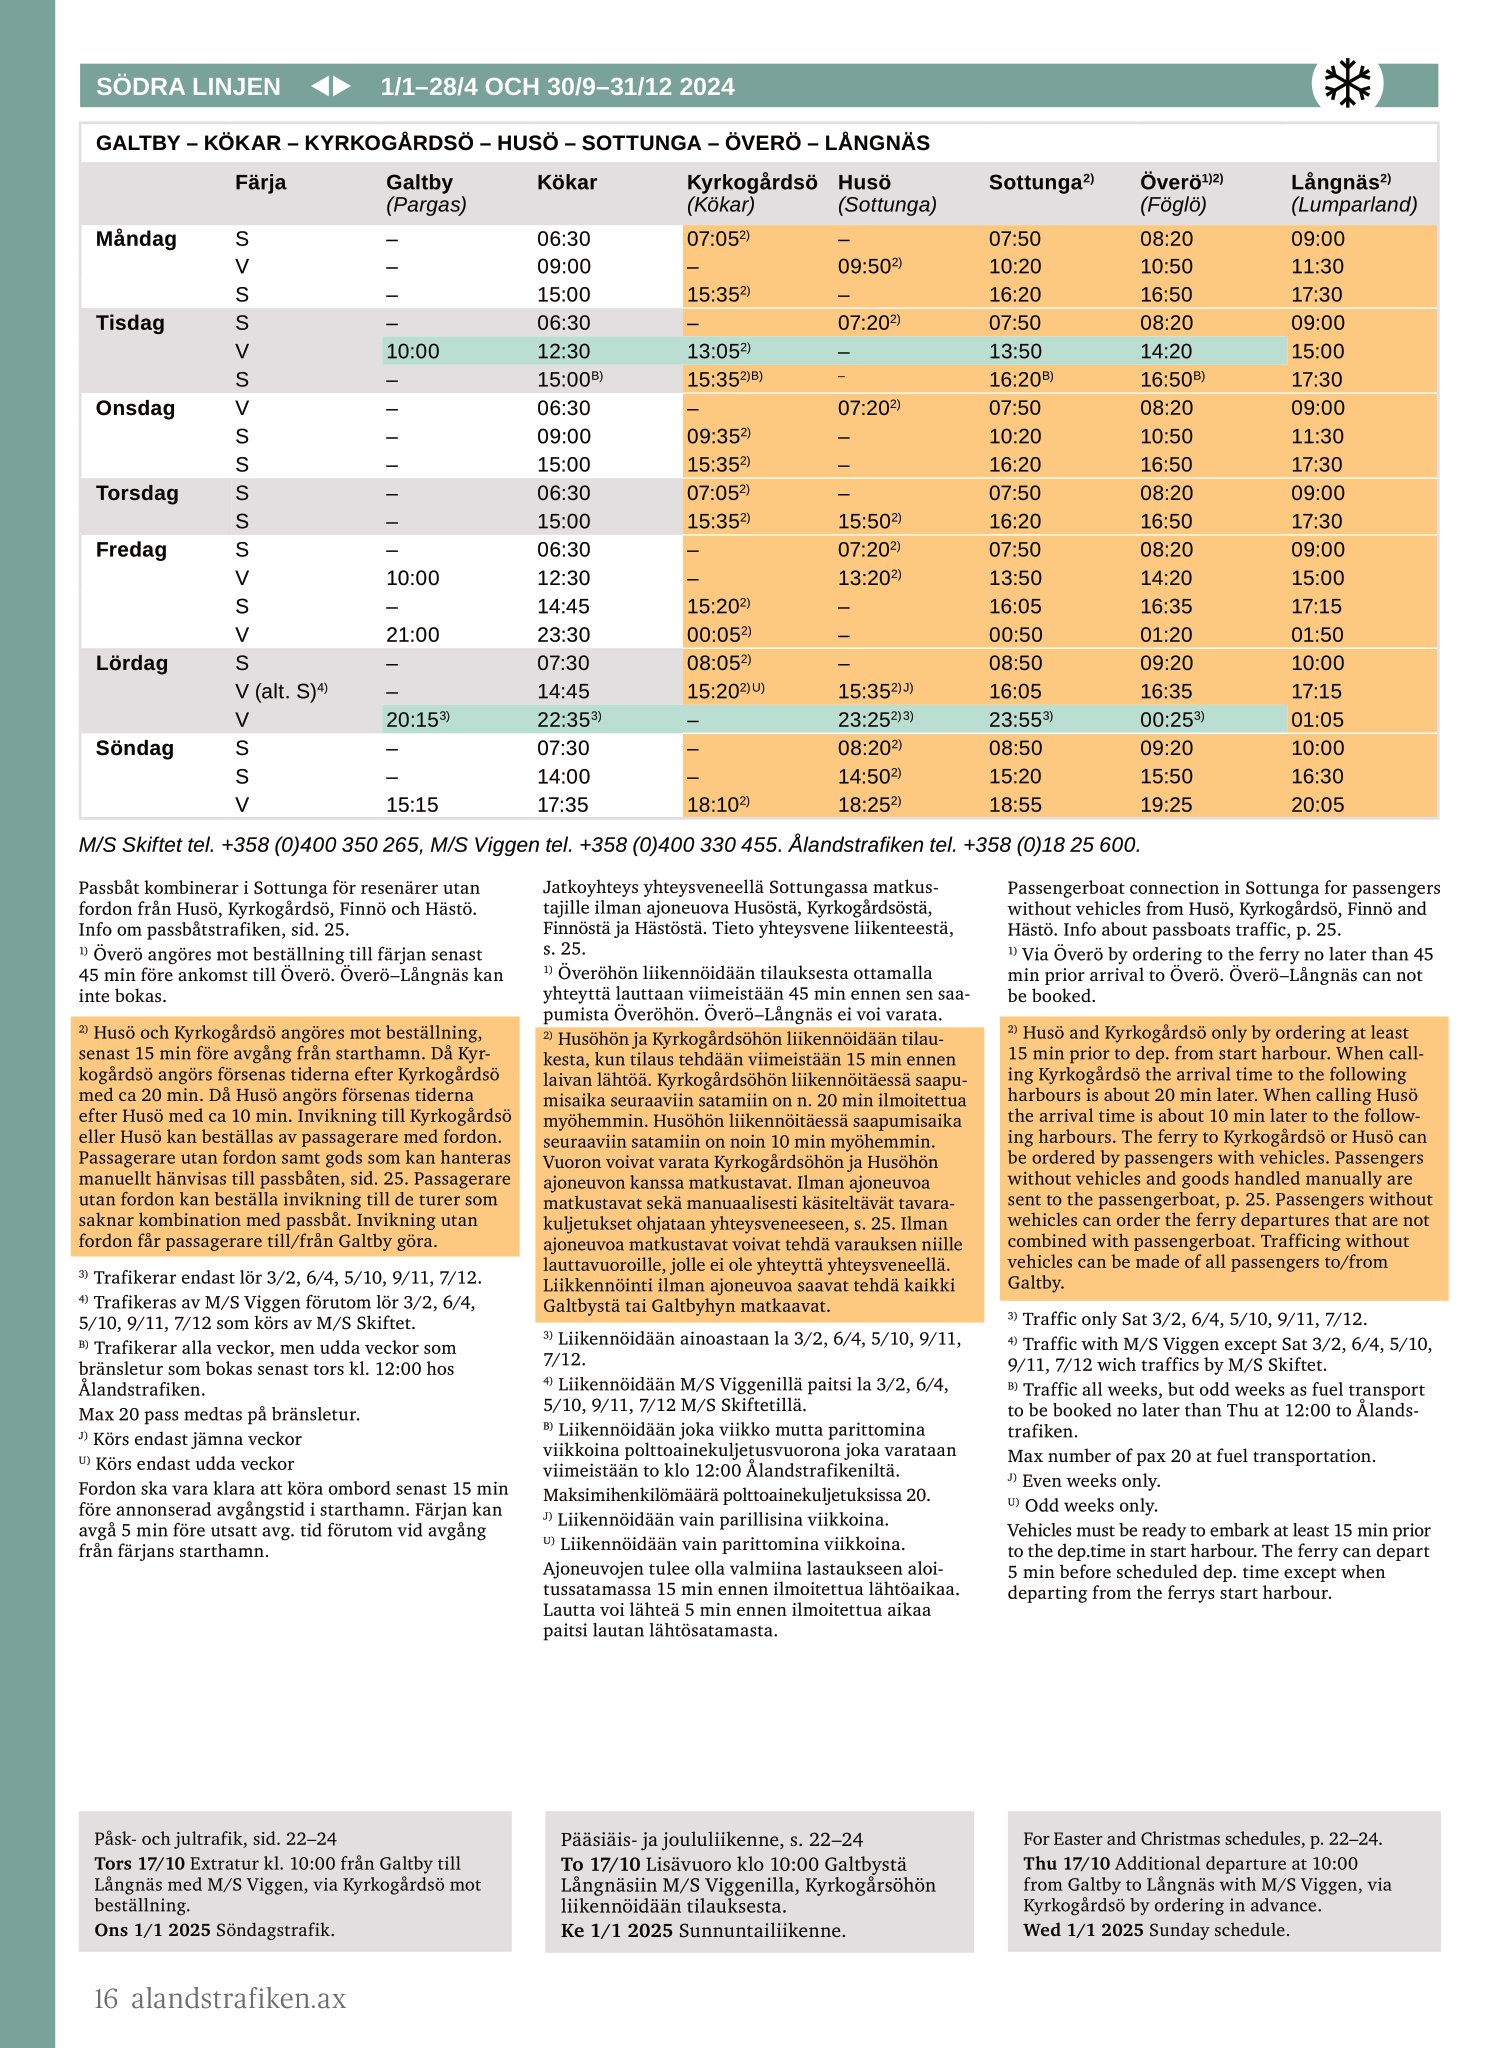 SÖDRA LINJEN ◀▶ 1/1–28/4 OCH 30/9–31/12 2024
GALTBY – KÖKAR – KYRKOGÅRDSÖ – HUSÖ – SOTTUNGA – ÖVERÖ – LÅNGNÄS
Färja Galtby Kökar Kyrkogårdsö Husö Sottunga2) Överö1)2) Långnäs2)
(Pargas) (Kökar) (Sottunga) (Föglö) (Lumparland)
Måndag S – 06:30 07:052) – 07:50 08:20 09:00
V – 09:00 – 09:502) 10:20 10:50 11:30
S – 15:00 15:352) – 16:20 16:50 17:30
Tisdag S – 06:30 – 07:202) 07:50 08:20 09:00
V 10:00 12:30 13:052) – 13:50 14:20 15:00
S – 15:00B) 15:352)B) – 16:20B) 16:50B) 17:30
Onsdag V – 06:30 – 07:202) 07:50 08:20 09:00
S – 09:00 09:352) – 10:20 10:50 11:30
S – 15:00 15:352) – 16:20 16:50 17:30
Torsdag S – 06:30 07:052) – 07:50 08:20 09:00
S – 15:00 15:352) 15:502) 16:20 16:50 17:30
Fredag S – 06:30 – 07:202) 07:50 08:20 09:00
V 10:00 12:30 – 13:202) 13:50 14:20 15:00
S – 14:45 15:202) – 16:05 16:35 17:15
V 21:00 23:30 00:052) – 00:50 01:20 01:50
Lördag S – 07:30 08:052) – 08:50 09:20 10:00
V (alt. S)4) – 14:45 15:202)U) 15:352)J) 16:05 16:35 17:15
V 20:153) 22:353) – 23:252)3) 23:553) 00:253) 01:05
Söndag S – 07:30 – 08:202) 08:50 09:20 10:00
S – 14:00 – 14:502) 15:20 15:50 16:30
V 15:15 17:35 18:102) 18:252) 18:55 19:25 20:05
M/S Skiftet tel. +358 (0)400 350 265, M/S Viggen tel. +358 (0)400 330 455. Ålandstrafiken tel. +358 (0)18 25 600.
Passbåt kombinerar i Sottunga för resenärer utan
fordon från Husö, Kyrkogårdsö, Finnö och Hästö.
Info om passbåtstrafiken, sid. 25.
1) Överö angöres mot beställning till färjan senast
45 min före ankomst till Överö. Överö–Långnäs kan
inte bokas.
2) Husö och Kyrkogårdsö angöres mot beställning,
senast 15 min före avgång från starthamn. Då Kyr-
kogårdsö angörs försenas tiderna efter Kyrkogårdsö
med ca 20 min. Då Husö angörs försenas tiderna
efter Husö med ca 10 min. Invikning till Kyrkogårdsö
eller Husö kan beställas av passagerare med fordon.
Passagerare utan fordon samt gods som kan hanteras
manuellt hänvisas till passbåten, sid. 25. Passagerare
utan fordon kan beställa invikning till de turer som
saknar kombination med passbåt. Invikning utan
fordon får passagerare till/från Galtby göra.
3) Trafikerar endast lör 3/2, 6/4, 5/10, 9/11, 7/12.
4) Trafikeras av M/S Viggen förutom lör 3/2, 6/4,
5/10, 9/11, 7/12 som körs av M/S Skiftet.
B) Trafikerar alla veckor, men udda veckor som
bränsletur som bokas senast tors kl. 12:00 hos
Ålandstrafiken.
Max 20 pass medtas på bränsletur.
J) Körs endast jämna veckor
U) Körs endast udda veckor
Fordon ska vara klara att köra ombord senast 15 min
före annonserad avgångstid i starthamn. Färjan kan
avgå 5 min före utsatt avg. tid förutom vid avgång
från färjans starthamn.
Jatkoyhteys yhteysveneellä Sottungassa matkus-
tajille ilman ajoneuova Husöstä, Kyrkogårdsöstä,
Finnöstä ja Hästöstä. Tieto yhteysvene liikenteestä,
s. 25.
1) Överöhön liikennöidään tilauksesta ottamalla
yhteyttä lauttaan viimeistään 45 min ennen sen saa-
pumista Överöhön. Överö–Långnäs ei voi varata.
2) Husöhön ja Kyrkogårdsöhön liikennöidään tilau-
kesta, kun tilaus tehdään viimeistään 15 min ennen
laivan lähtöä. Kyrkogårdsöhön liikennöitäessä saapu-
misaika seuraaviin satamiin on n. 20 min ilmoitettua
myöhemmin. Husöhön liikennöitäessä saapumisaika
seuraaviin satamiin on noin 10 min myöhemmin.
Vuoron voivat varata Kyrkogårdsöhön ja Husöhön
ajoneuvon kanssa matkustavat. Ilman ajoneuvoa
matkustavat sekä manuaalisesti käsiteltävät tavara-
kuljetukset ohjataan yhteysveneeseen, s. 25. Ilman
ajoneuvoa matkustavat voivat tehdä varauksen niille
lauttavuoroille, jolle ei ole yhteyttä yhteysveneellä.
Liikkennöinti ilman ajoneuvoa saavat tehdä kaikki
Galtbystä tai Galtbyhyn matkaavat.
3) Liikennöidään ainoastaan la 3/2, 6/4, 5/10, 9/11,
7/12.
4) Liikennöidään M/S Viggenillä paitsi la 3/2, 6/4,
5/10, 9/11, 7/12 M/S Skiftetillä.
B) Liikennöidään joka viikko mutta parittomina
viikkoina polttoainekuljetusvuorona joka varataan
viimeistään to klo 12:00 Ålandstrafikeniltä.
Maksimihenkilömäärä polttoainekuljetuksissa 20.
J) Liikennöidään vain parillisina viikkoina.
U) Liikennöidään vain parittomina viikkoina.
Ajoneuvojen tulee olla valmiina lastaukseen aloi-
tussatamassa 15 min ennen ilmoitettua lähtöaikaa.
Lautta voi lähteä 5 min ennen ilmoitettua aikaa
paitsi lautan lähtösatamasta.
Passengerboat connection in Sottunga for passengers
without vehicles from Husö, Kyrkogårdsö, Finnö and
Hästö. Info about passboats traffic, p. 25.
1) Via Överö by ordering to the ferry no later than 45
min prior arrival to Överö. Överö–Långnäs can not
be booked.
2) Husö and Kyrkogårdsö only by ordering at least
15 min prior to dep. from start harbour. When call-
ing Kyrkogårdsö the arrival time to the following
harbours is about 20 min later. When calling Husö
the arrival time is about 10 min later to the follow-
ing harbours. The ferry to Kyrkogårdsö or Husö can
be ordered by passengers with vehicles. Passengers
without vehicles and goods handled manually are
sent to the passengerboat, p. 25. Passengers without
wehicles can order the ferry departures that are not
combined with passengerboat. Trafficing without
vehicles can be made of all passengers to/from
Galtby.
3) Traffic only Sat 3/2, 6/4, 5/10, 9/11, 7/12.
4) Traffic with M/S Viggen except Sat 3/2, 6/4, 5/10,
9/11, 7/12 wich traffics by M/S Skiftet.
B) Traffic all weeks, but odd weeks as fuel transport
to be booked no later than Thu at 12:00 to Ålands-
trafiken.
Max number of pax 20 at fuel transportation.
J) Even weeks only.
U) Odd weeks only.
Vehicles must be ready to embark at least 15 min prior
to the dep.time in start harbour. The ferry can depart
5 min before scheduled dep. time except when
departing from the ferrys start harbour.
Påsk- och jultrafik, sid. 22–24
Tors 17/10 Extratur kl. 10:00 från Galtby till
Långnäs med M/S Viggen, via Kyrkogårdsö mot
beställning.
Ons 1/1 2025 Söndagstrafik.
Pääsiäis- ja joululiikenne, s. 22–24
To 17/10 Lisävuoro klo 10:00 Galtbystä
Långnäsiin M/S Viggenilla, Kyrkogårsöhön
liikennöidään tilauksesta.
Ke 1/1 2025 Sunnuntailiikenne.
For Easter and Christmas schedules, p. 22–24.
Thu 17/10 Additional departure at 10:00
from Galtby to Långnäs with M/S Viggen, via
Kyrkogårdsö by ordering in advance.
Wed 1/1 2025 Sunday schedule.
16 alandstrafiken.ax